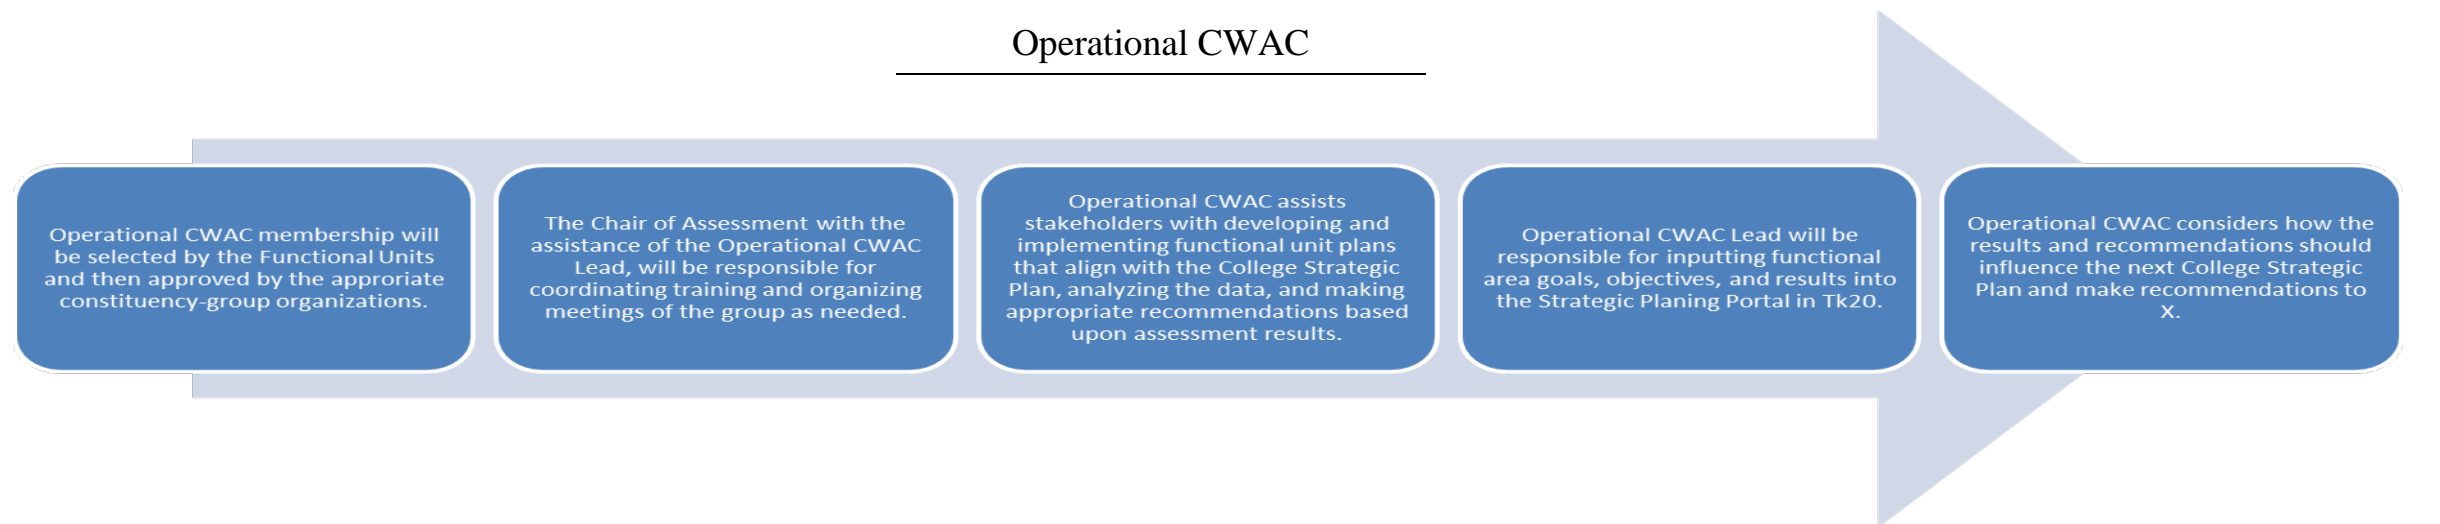 Operational CWAC
Operational CWAC membership will
be selected by the Functional Units
and then approved by the approriate
constituency-group organizations.
The Chair of Assessment with the
assistance of the Operational CWAC
Lead, will be responsible for
coordinating training and organizing
meetings of the group as needed.
Operational CWAC assists
stakeholders with developing and
implementing functional unit plans
that align with the College Strategic
Plan, analyzing the data, and making
appropriate recommendations based
upon assessment results.
Operational CWAC Lead will be
responsible for inputting functional
area goals, objectives, and results into
the Strategic Planing Portal in Tk20.
Operational CWAC considers how the
results and recommendations should
influence the next College Strategic
Plan and make recommendations to
X.